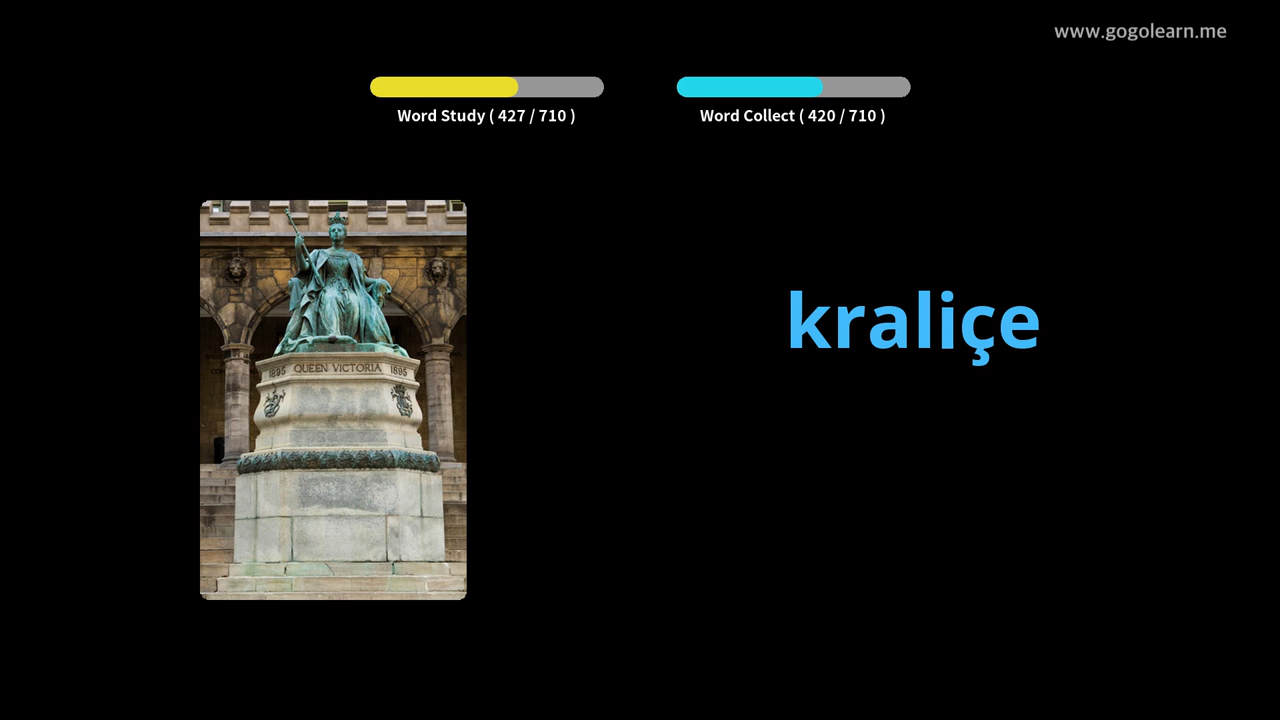 www.gogolearn.me
Word Study ( 427 / 710 )
Word Collect ( 420 / 710 )
kraliçe
1895 QUEEN VICTORIA 1895